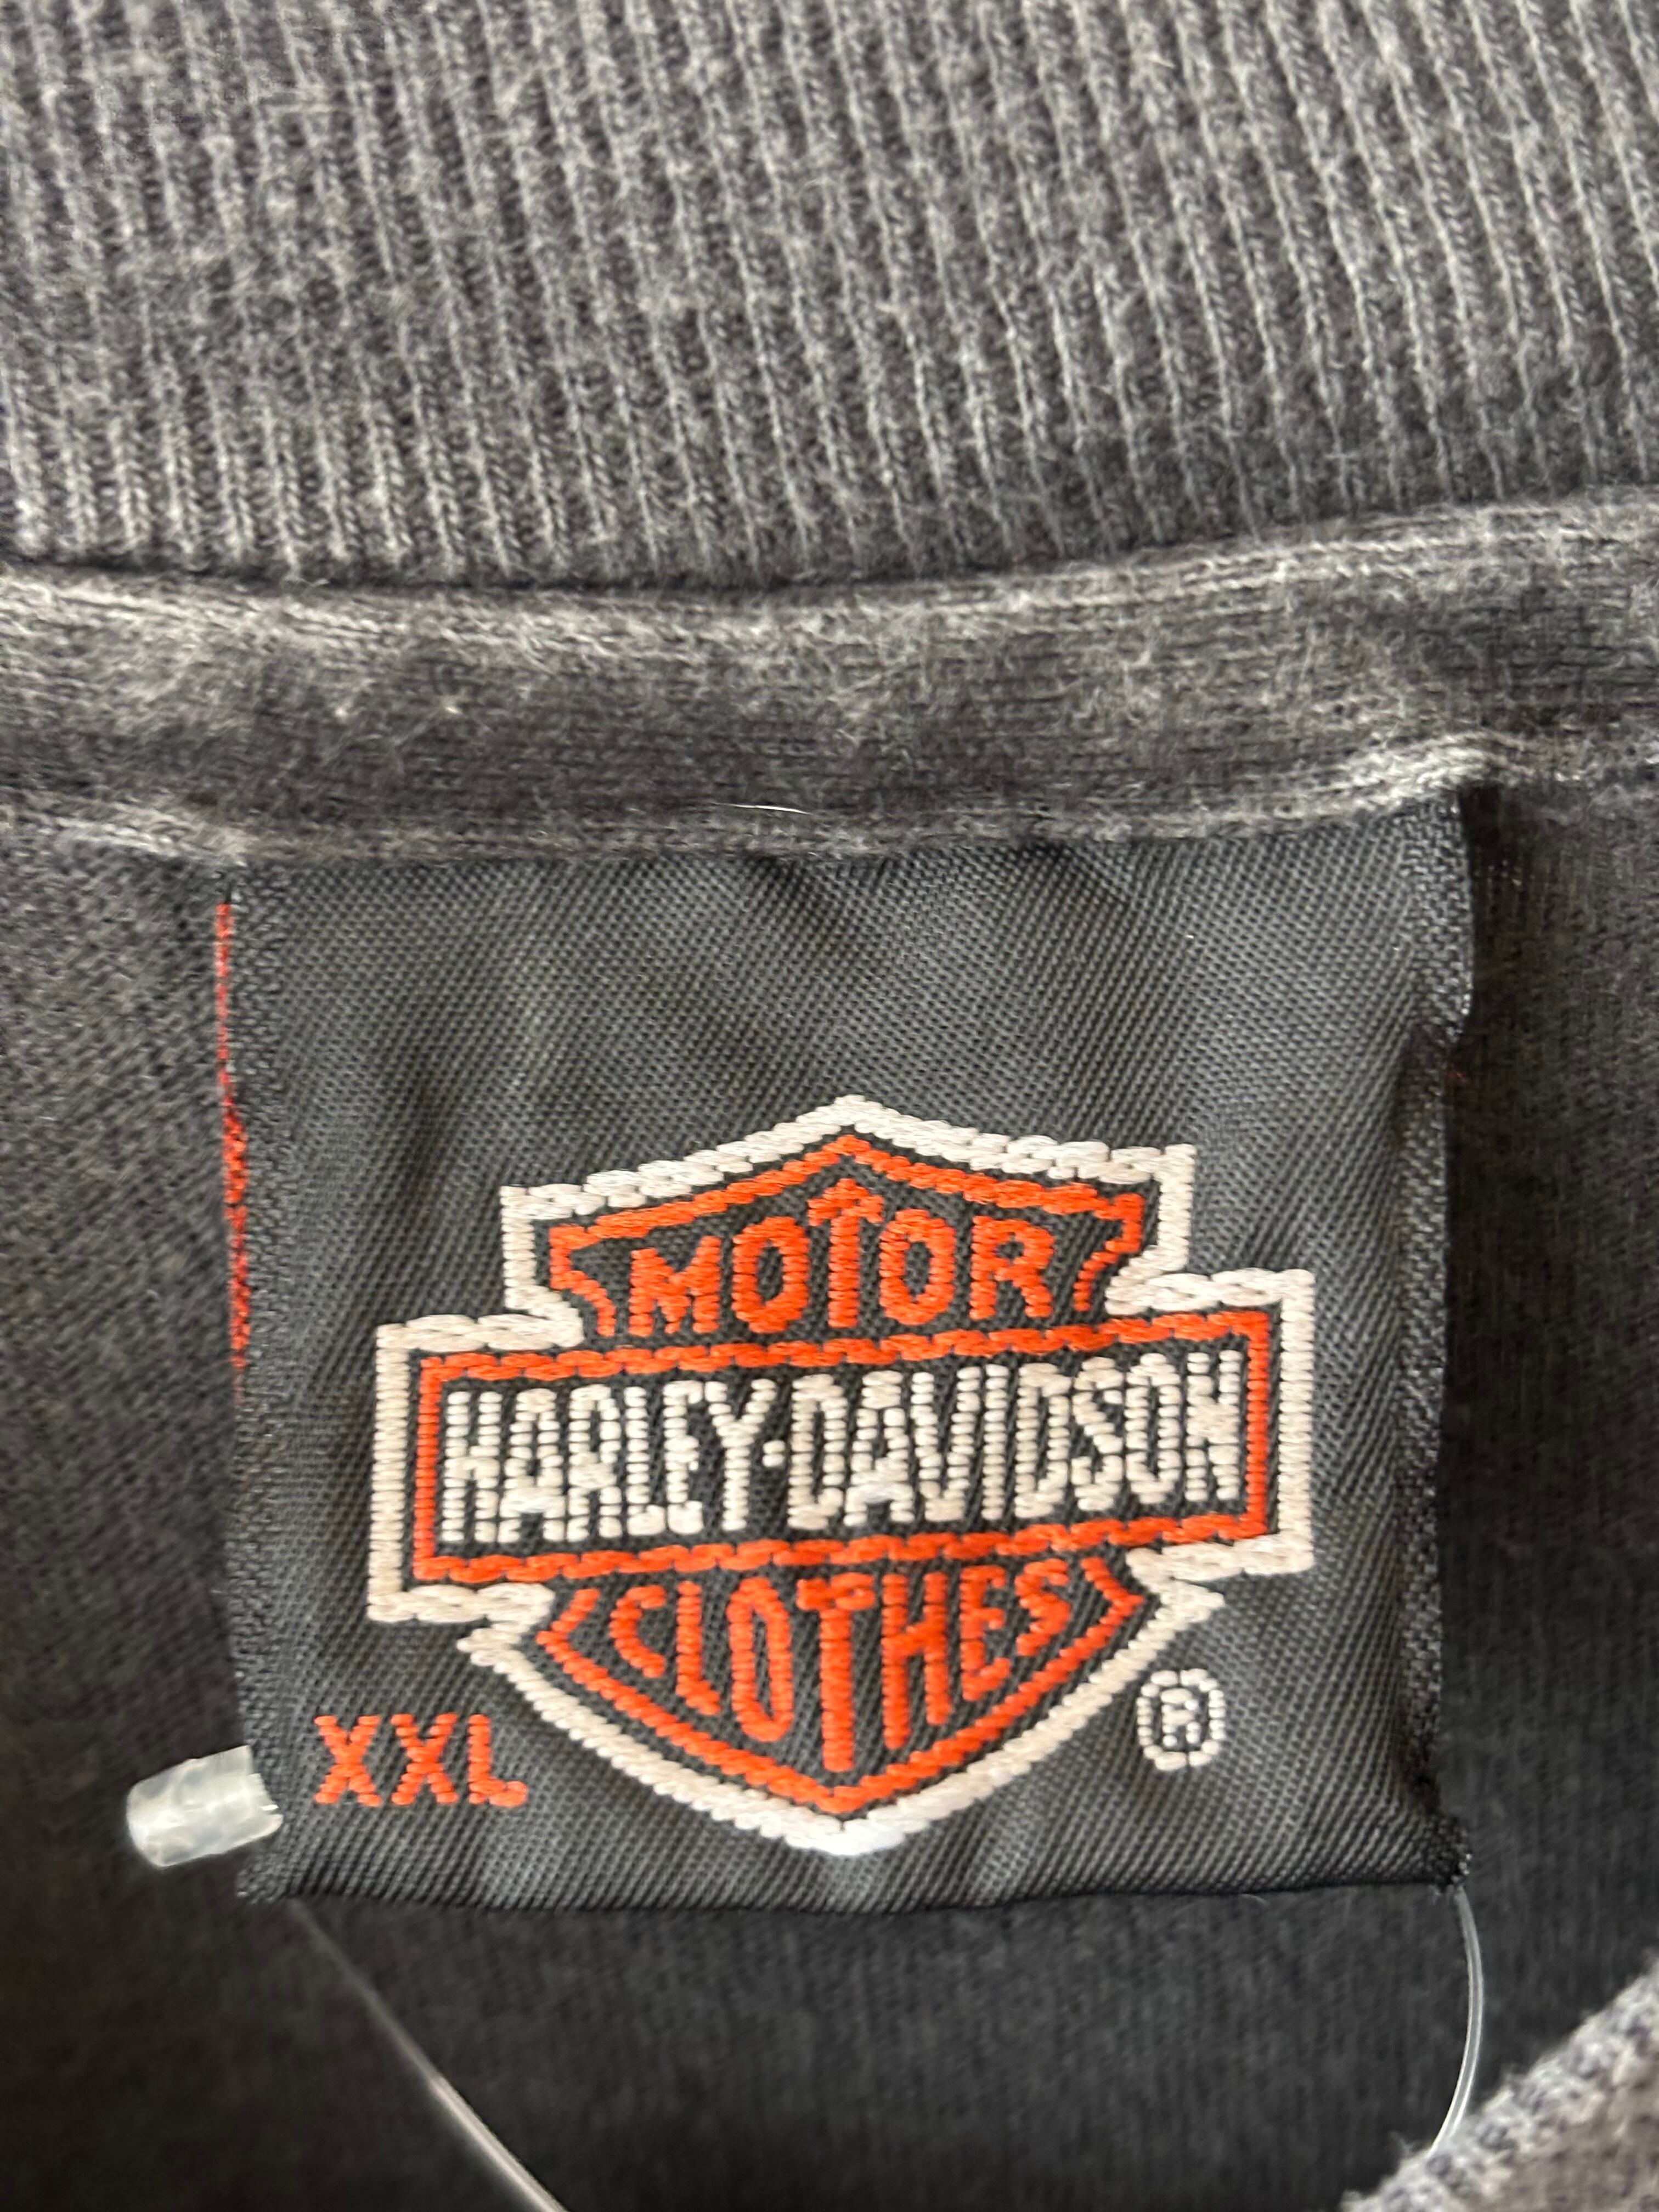 MOTOR
HARLEY-DAVIDSON
CLOTHES
XXL ®